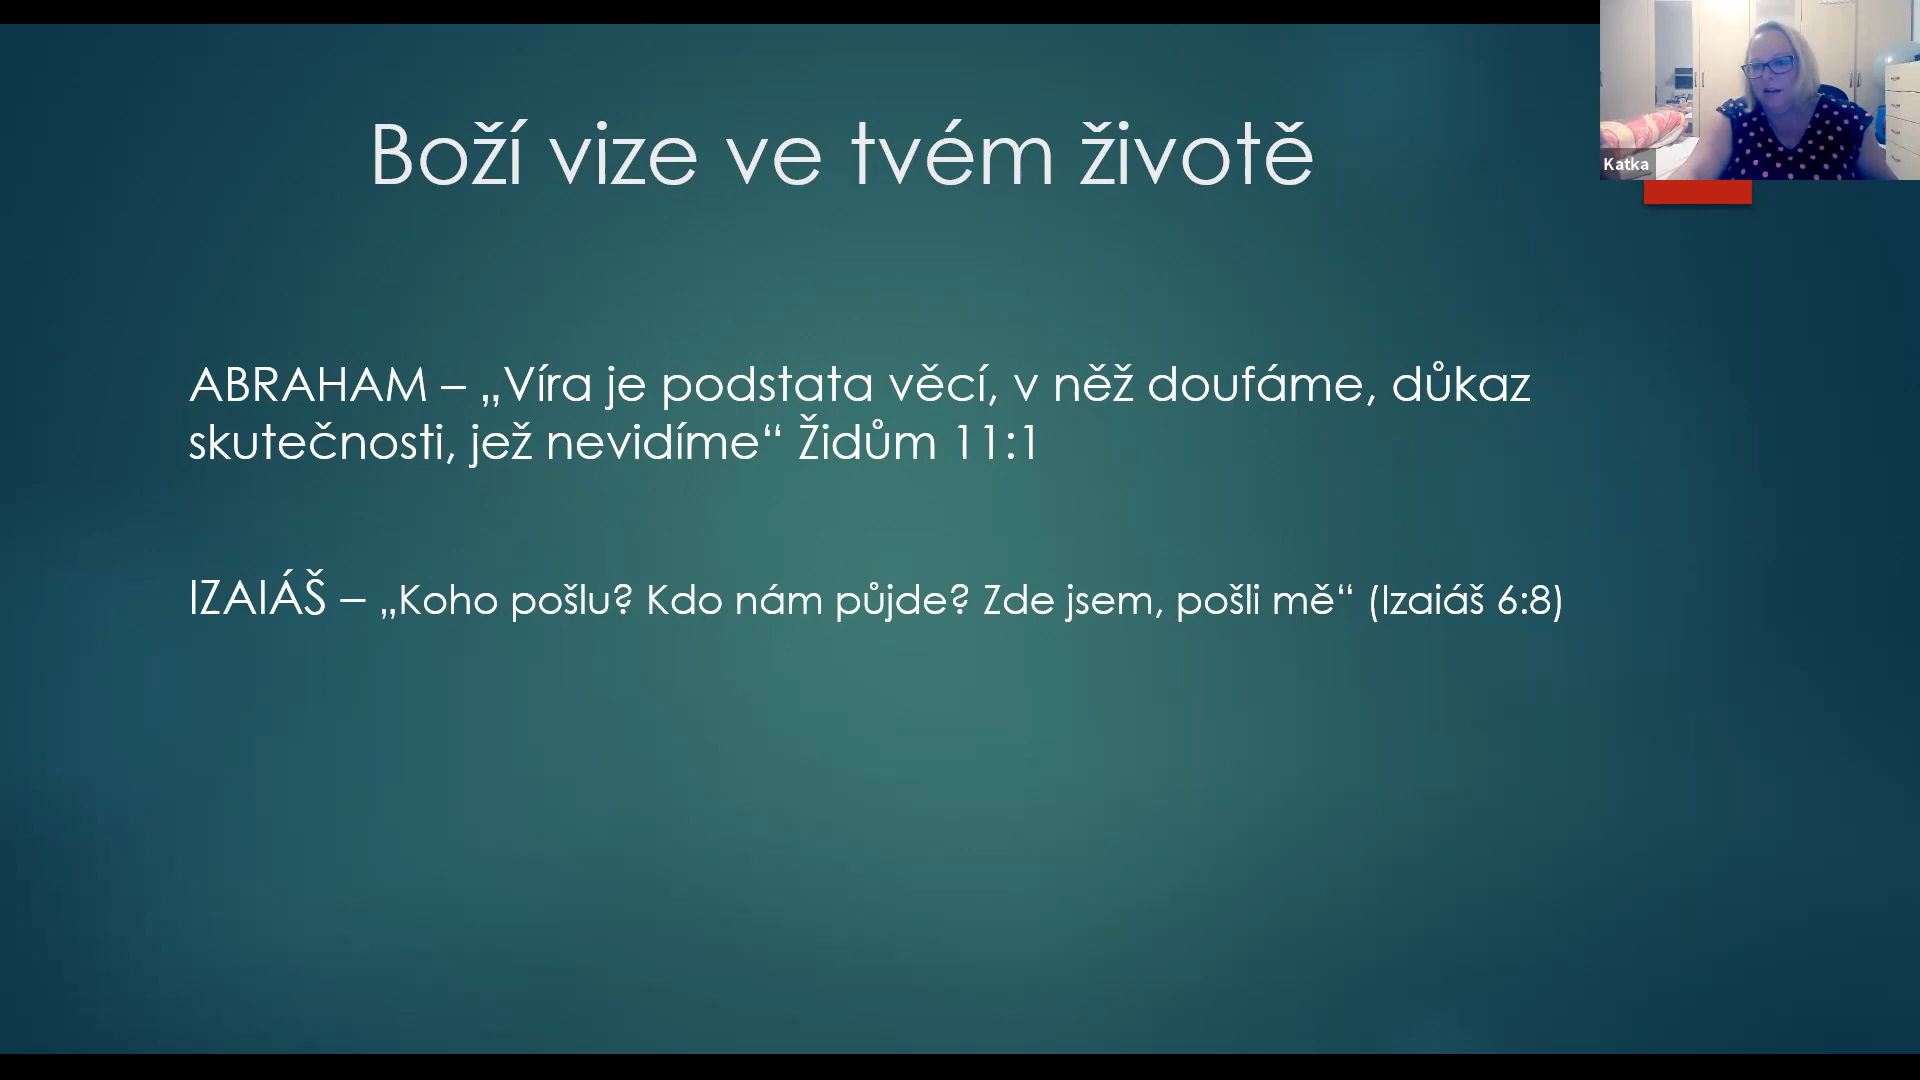 Boží vize ve tvém životě
Katka
ABRAHAM – „Víra je podstata věcí, v něž doufáme, důkaz
skutečnosti, jež nevidíme“ Židům 11:1
IZAIÁŠ – „Koho pošlu? Kdo nám půjde? Zde jsem, pošli mě“ (Izaiáš 6:8)